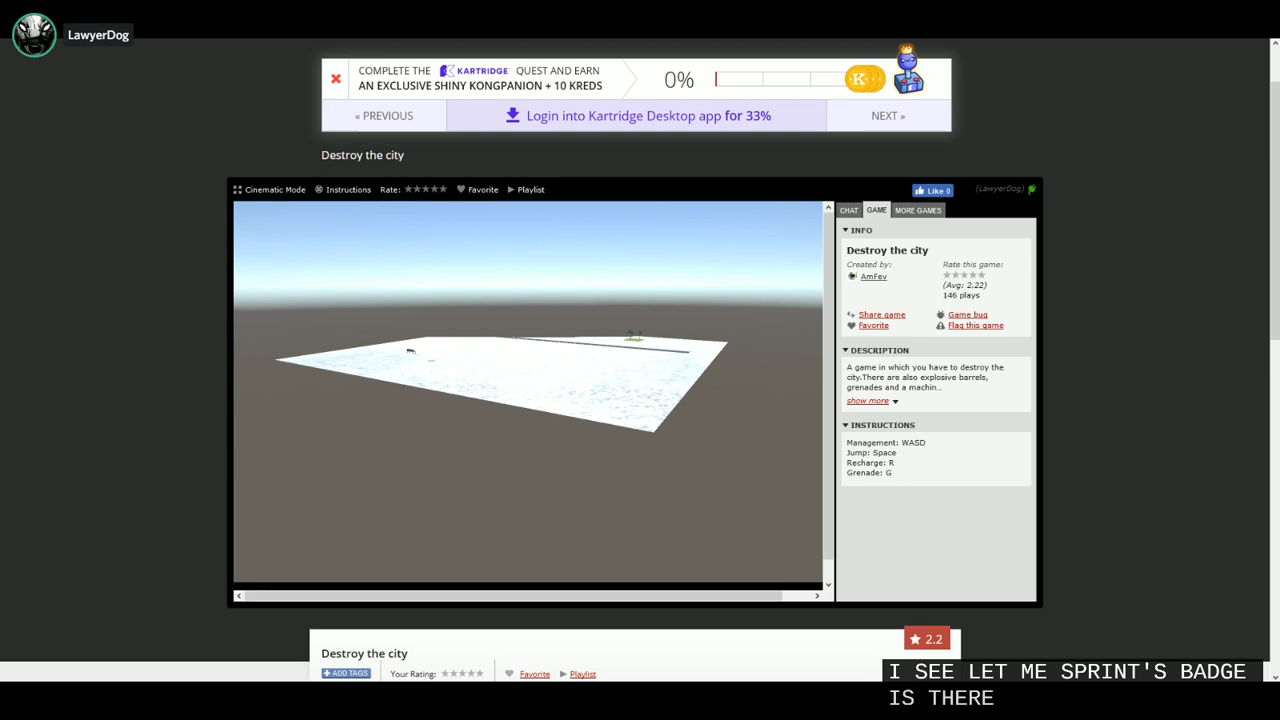 LawyerDog
COMPLETE THE KARTRIDGE QUEST AND EARN
AN EXCLUSIVE SHINY KONGPANION + 10 KREDS
0%
K
« PREVIOUS
Login into Kartridge Desktop app for 33%
NEXT »
Destroy the city
Cinematic Mode Instructions Rate: Favorite Playlist
Like 0
(LawyerDog)
CHAT GAME MORE GAMES
INFO
Destroy the city
Created by:
AmFev
Rate this game:
(Avg: 2.22)
146 plays
Share game
Game bug
Favorite
Flag this game
DESCRIPTION
A game in which you have to destroy the
city.There are also explosive barrels,
grenades and a machin...
show more
INSTRUCTIONS
Management: WASD
Jump: Space
Recharge: R
Grenade: G
Destroy the city
2.2
ADD TAGS Your Rating: Favorite Playlist
I SEE LET ME SPRINT'S BADGE
IS THERE